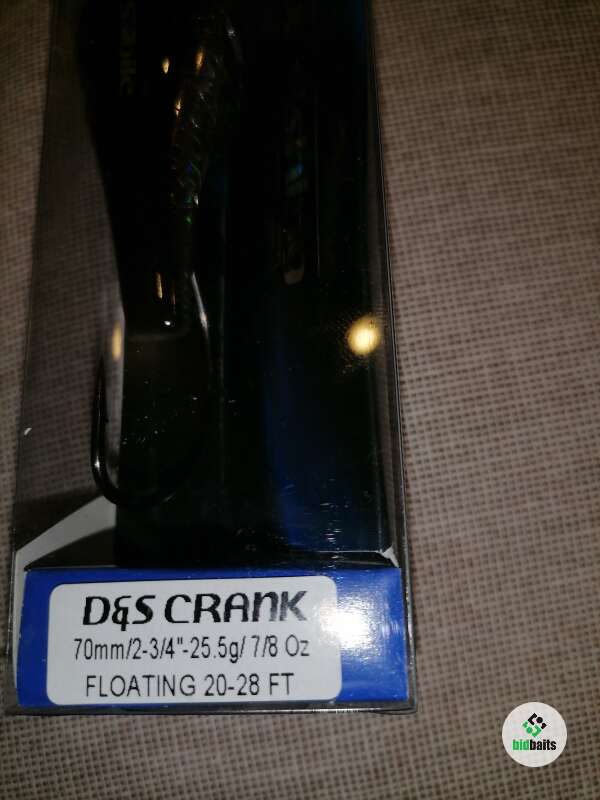 D&S CRANK
70mm/2-3/4"-25.5g/ 7/8 Oz
FLOATING 20-28 FT
bidbaits